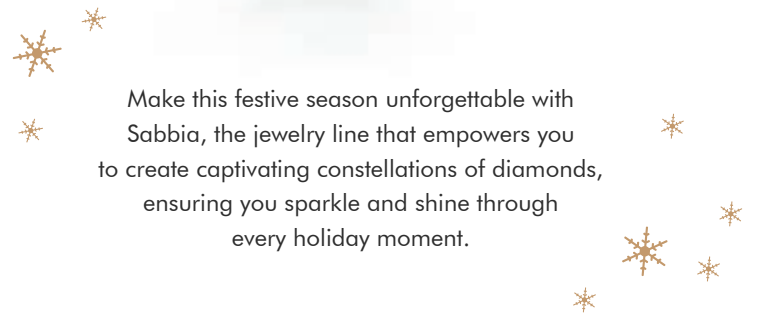 Make this festive season unforgettable with
Sabbia, the jewelry line that empowers you
to create captivating constellations of diamonds,
ensuring you sparkle and shine through
every holiday moment.